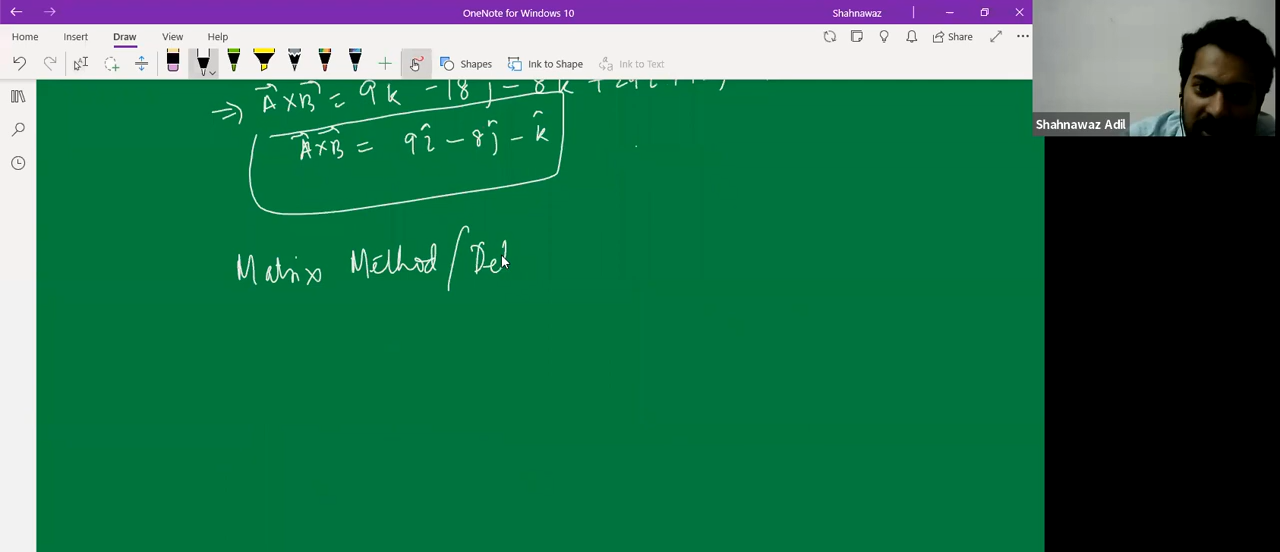 OneNote for Windows 10
Shahnawaz
Home Insert Draw View Help
Share
Shapes Ink to Shape Ink to Text
Shahnawaz Adil
⇒ A⃗×B⃗ = 9k − 18j − 8k +
A⃗×B⃗ = 9î − 8ĵ − k̂
Matrix Method / Det